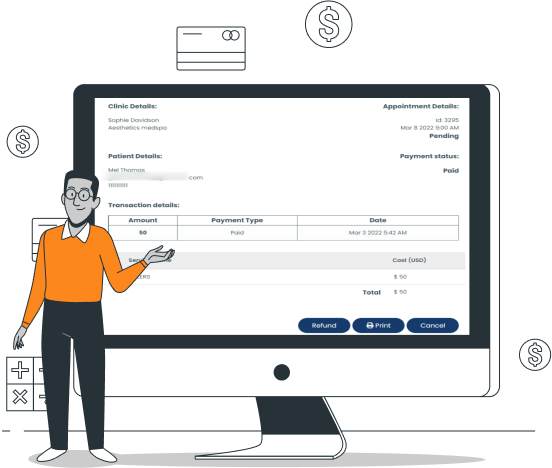 Clinic Details:
Appointment Details:
Sophie Davidson
Id: 3295
Aesthetics medspa
Mar 8 2022 9:00 AM
Pending
Patient Details:
Payment status:
Mel Thomas
Paid
.com
Transaction details:
Amount Payment Type Date
50 Paid Mar 3 2022 5:42 AM
Cost (USD)
$ 50
Total $ 50
Refund Print Cancel